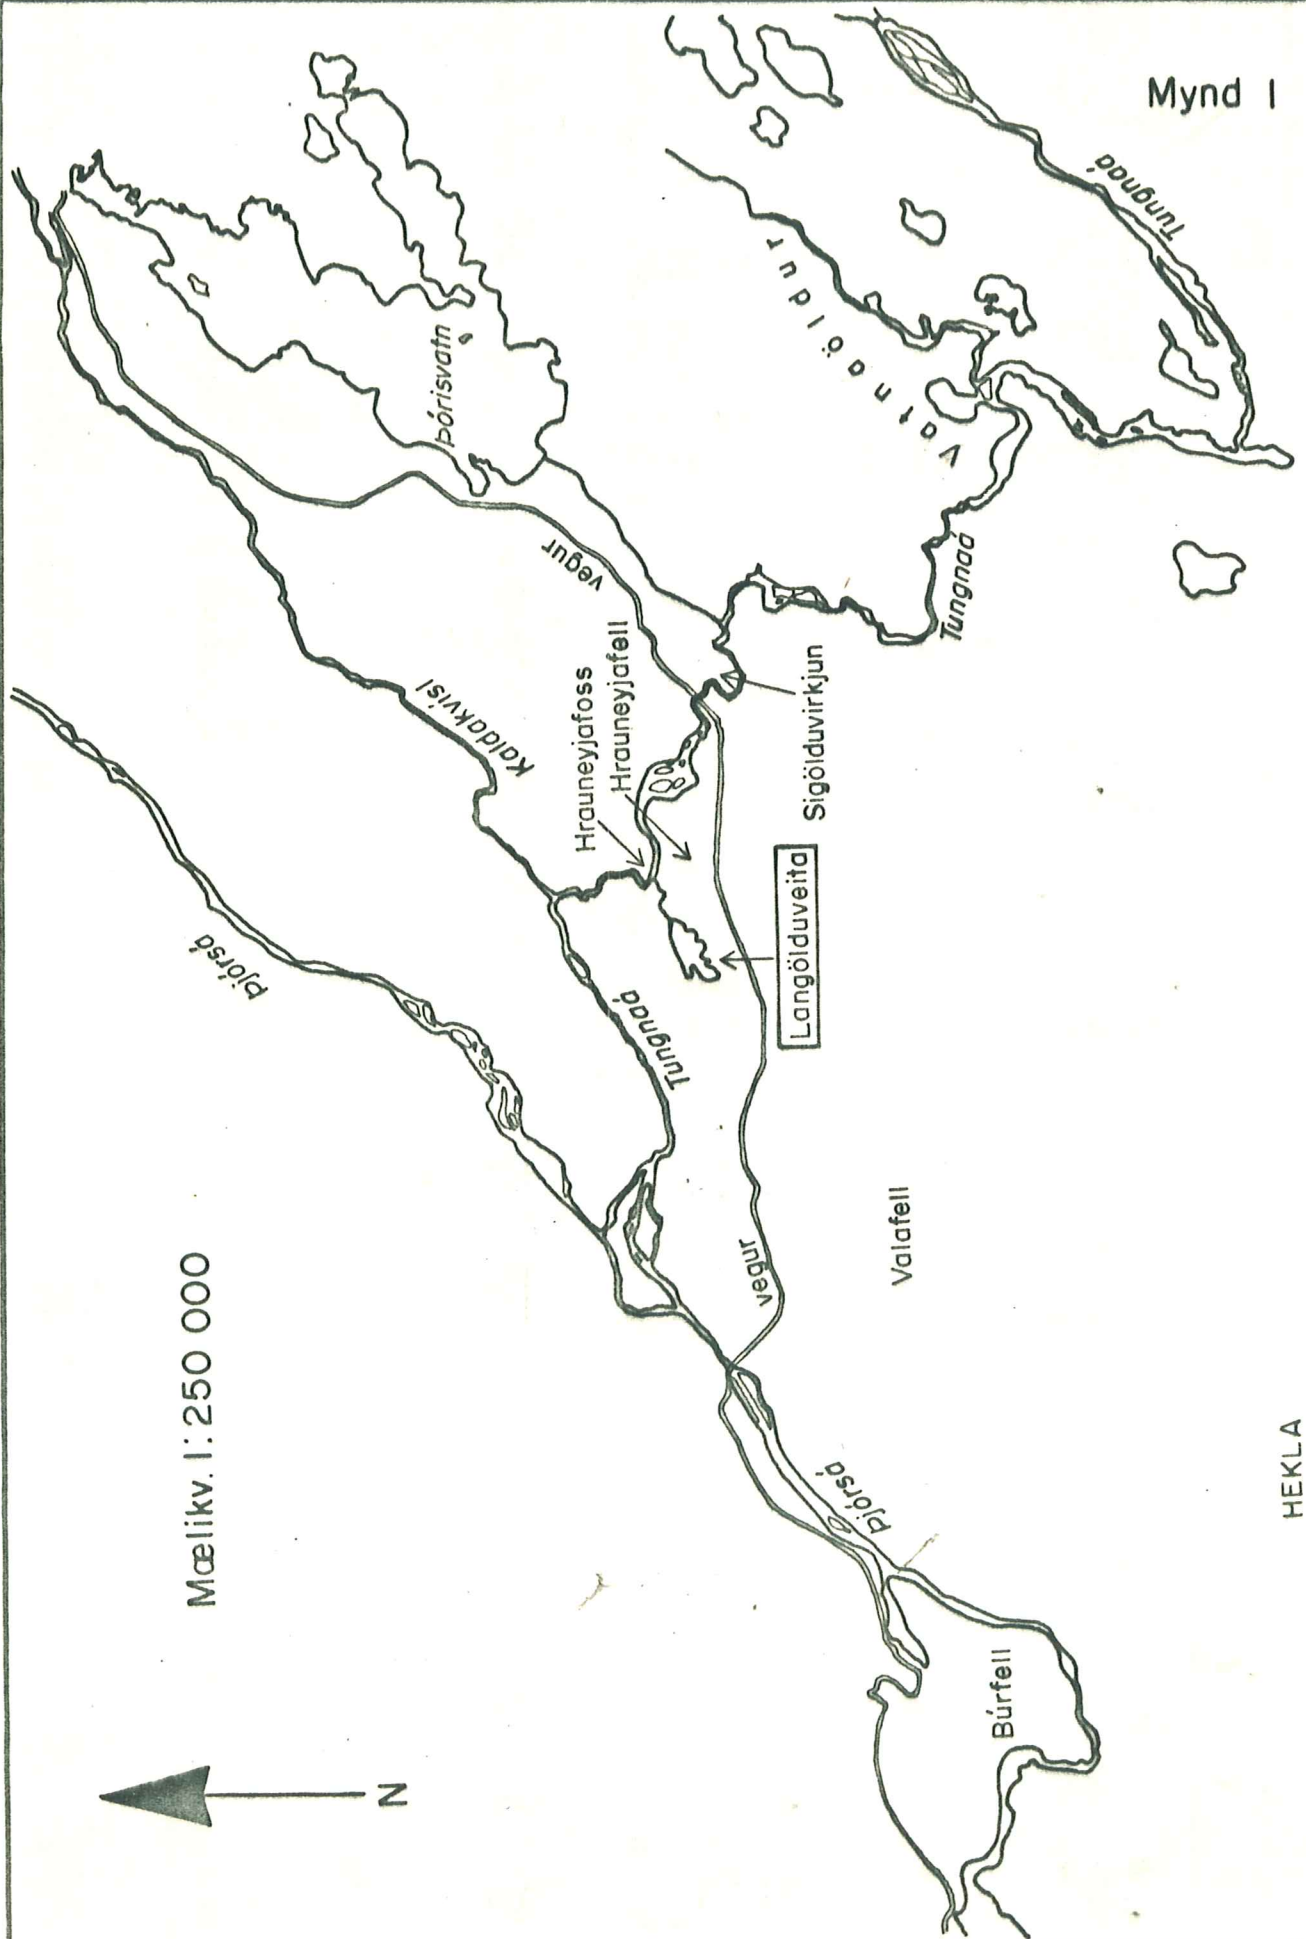 Mynd 1
Mælikv. 1:250 000
N
Þjórsá
Kaldakvísl
Þórisvatn
vegur
Hrauneyjafoss
Hrauneyjafell
Tungnaá
Langölduveita
Sigölduvirkjun
Tungnaá
Vatnaöldur
Tungnaá
vegur
Valafell
Þjórsá
Búrfell
HEKLA